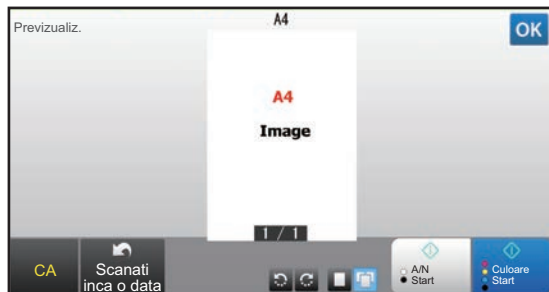 Previzualiz.
A4
OK
A4
Image
1 / 1
CA
Scanati
inca o data
A/N
Start
Culoare
Start